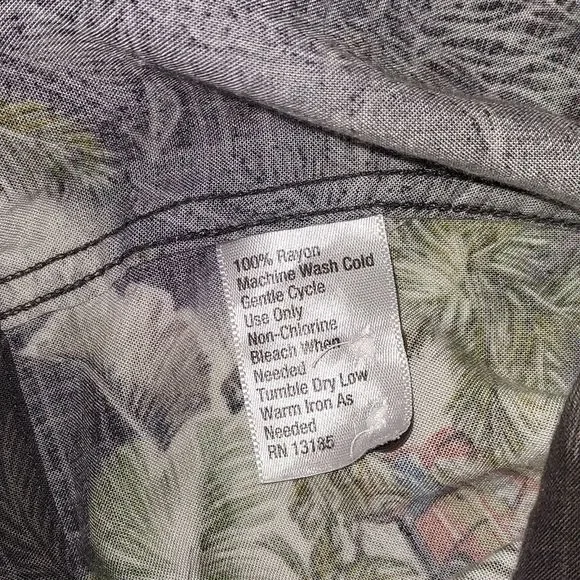 100% Rayon
Machine Wash Cold
Gentle Cycle
Use Only
Non-Chlorine
Bleach When
Needed
Tumble Dry Low
Warm Iron As
Needed
RN 13185